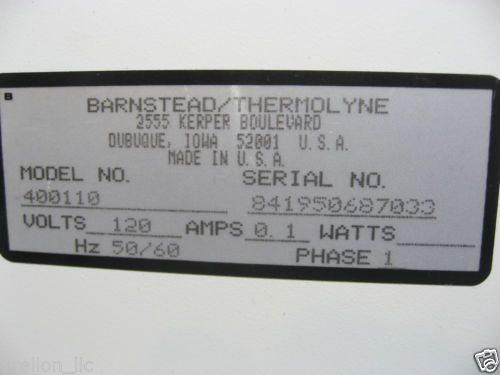 B
BARNSTEAD/THERMOLYNE
2555 KERPER BOULEVARD
DUBUQUE, IOWA 52001 U.S.A.
MADE IN U.S.A.
MODEL NO. SERIAL NO.
400110 841950687033
VOLTS 120 AMPS 0.1 WATTS
Hz 50/60 PHASE 1
orellon_llc